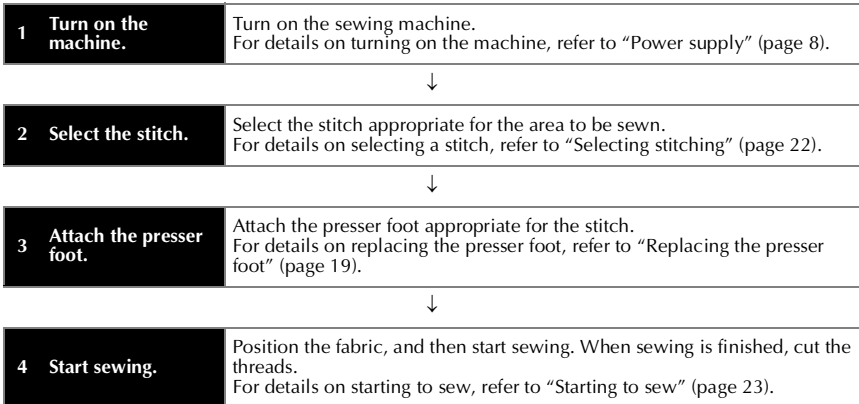 1 Turn on the machine.
Turn on the sewing machine.
For details on turning on the machine, refer to “Power supply” (page 8).
↓
2 Select the stitch.
Select the stitch appropriate for the area to be sewn.
For details on selecting a stitch, refer to “Selecting stitching” (page 22).
↓
3 Attach the presser
foot.
Attach the presser foot appropriate for the stitch.
For details on replacing the presser foot, refer to “Replacing the presser
foot” (page 19).
↓
4 Start sewing.
Position the fabric, and then start sewing. When sewing is finished, cut the
threads.
For details on starting to sew, refer to “Starting to sew” (page 23).